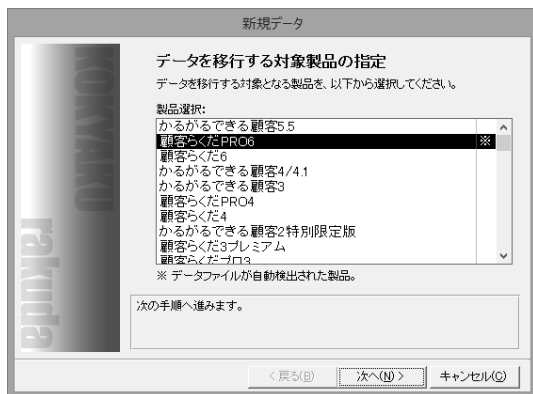 新規データ
KOKYAKU
rakuda
データを移行する対象製品の指定
データを移行する対象となる製品を、以下から選択してください。
製品選択:
かるがるできる顧客5.5
顧客らくだPRO6 ※
顧客らくだ6
かるがるできる顧客4/4.1
かるがるできる顧客3
顧客らくだPRO4
顧客らくだ4
かるがるできる顧客2特別限定版
顧客らくだ3プレミアム
顧客らくだプロ3
※ データファイルが自動検出された製品。
次の手順へ進みます。
< 戻る(B) 次へ(N) > キャンセル(C)